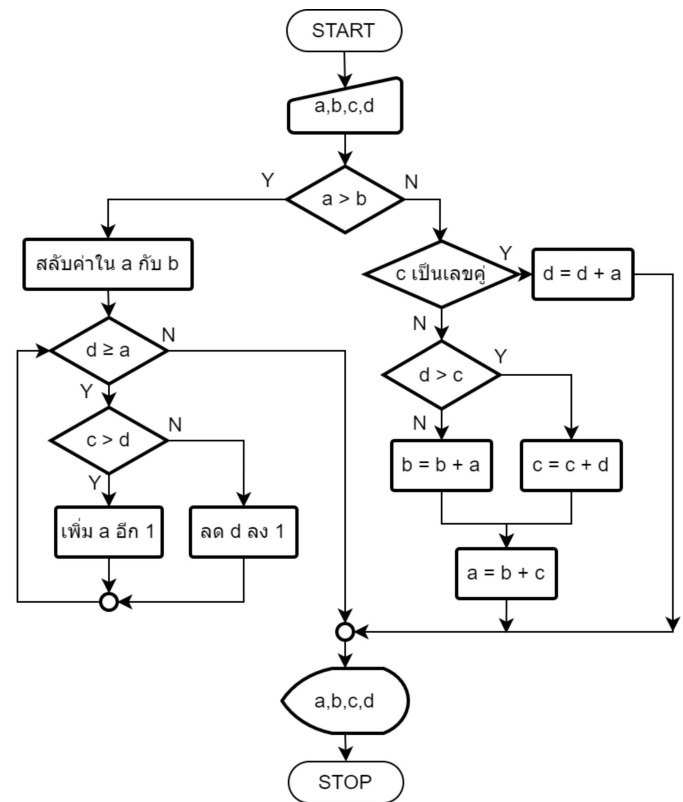 START
a,b,c,d
Y
N
a > b
สลับค่าใน a กับ b
c เป็นเลขคู่
Y
d = d + a
N
d ≥ a
N
Y
d > c
Y
c > d
N
N
b = b + a
c = c + d
Y
เพิ่ม a อีก 1
ลด d ลง 1
a = b + c
a,b,c,d
STOP